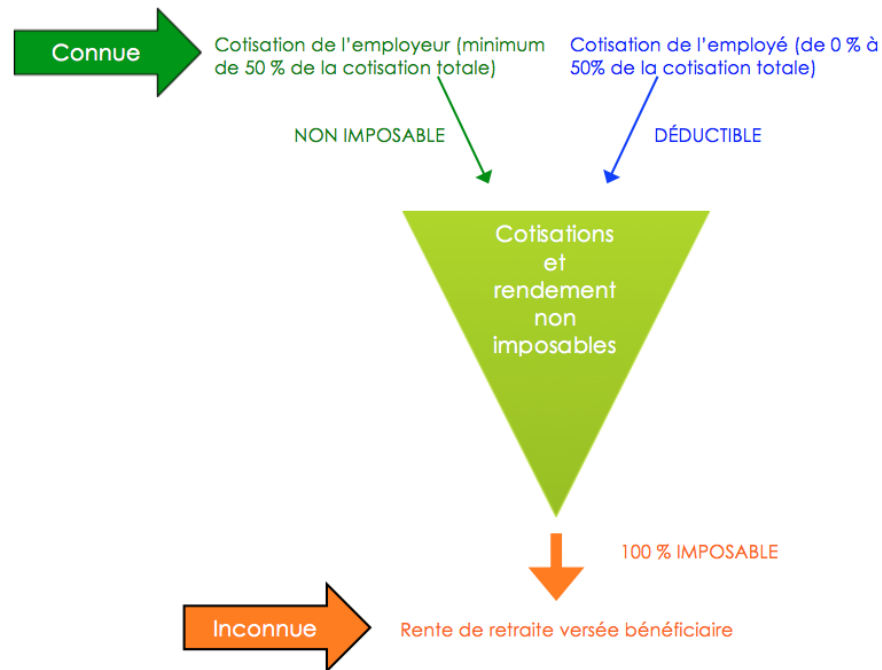 Connue
Cotisation de l’employeur (minimum
de 50 % de la cotisation totale)
Cotisation de l’employé (de 0 % à
50% de la cotisation totale)
NON IMPOSABLE
DÉDUCTIBLE
Cotisations
et
rendement
non
imposables
100 % IMPOSABLE
Inconnue
Rente de retraite versée bénéficiaire